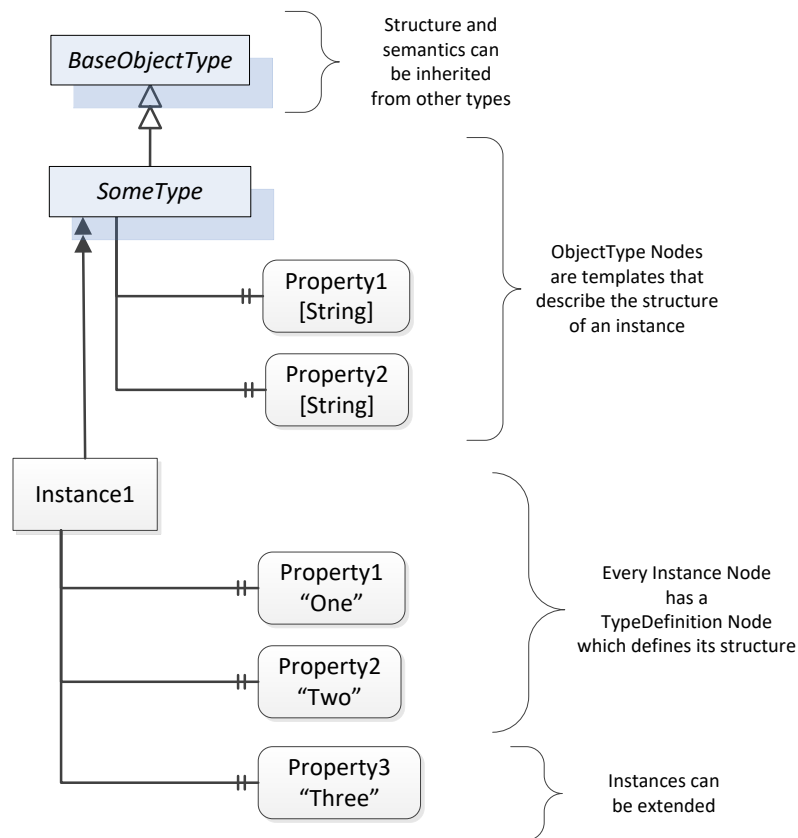 BaseObjectType
Structure and
semantics can
be inherited
from other types
SomeType
Property1
[String]
Property2
[String]
ObjectType Nodes
are templates that
describe the structure
of an instance
Instance1
Property1
“One”
Property2
“Two”
Every Instance Node
has a
TypeDefinition Node
which defines its structure
Property3
“Three”
Instances can
be extended